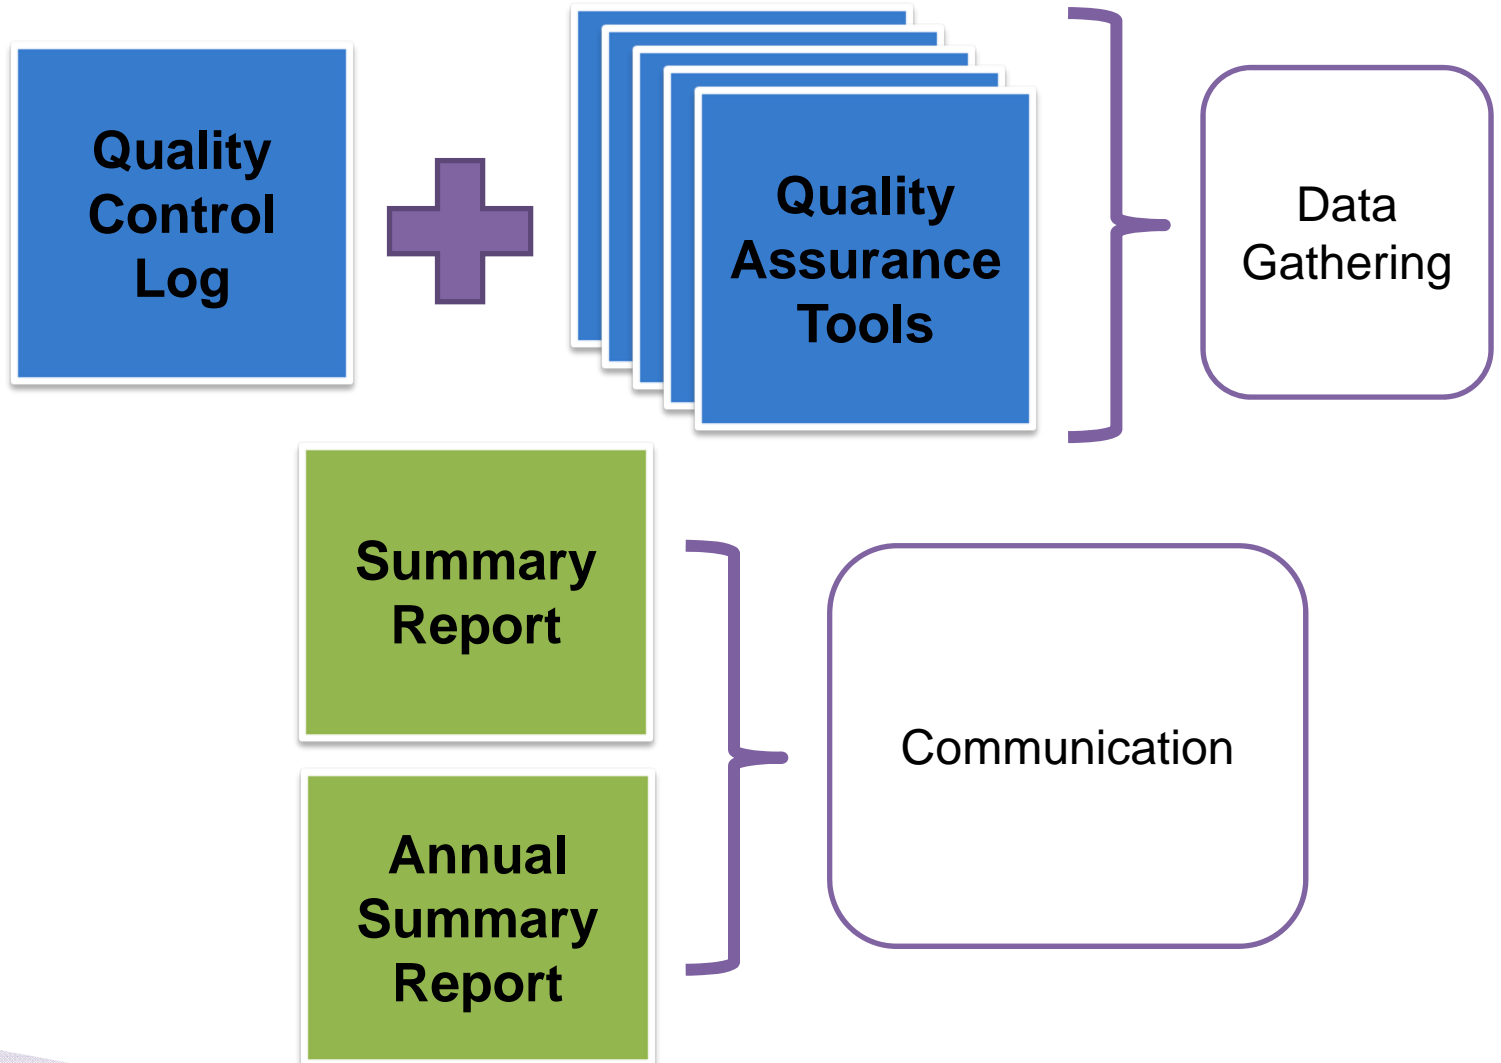 Quality
Control
Log
Quality
Assurance
Tools
Data
Gathering
Summary
Report
Communication
Annual
Summary
Report